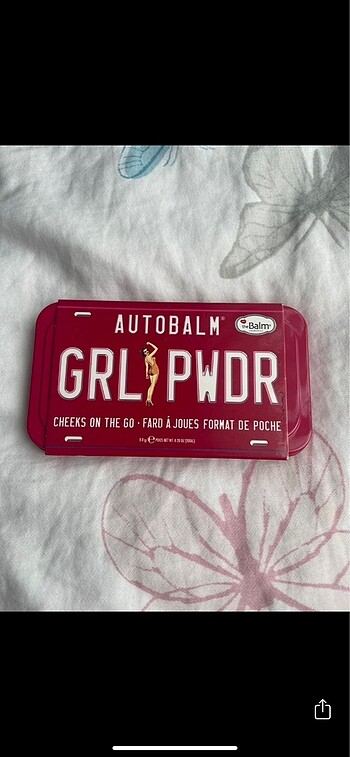 AUTOBALM®
theBalm®
GRL PWDR
CHEEKS ON THE GO · FARD À JOUES FORMAT DE POCHE